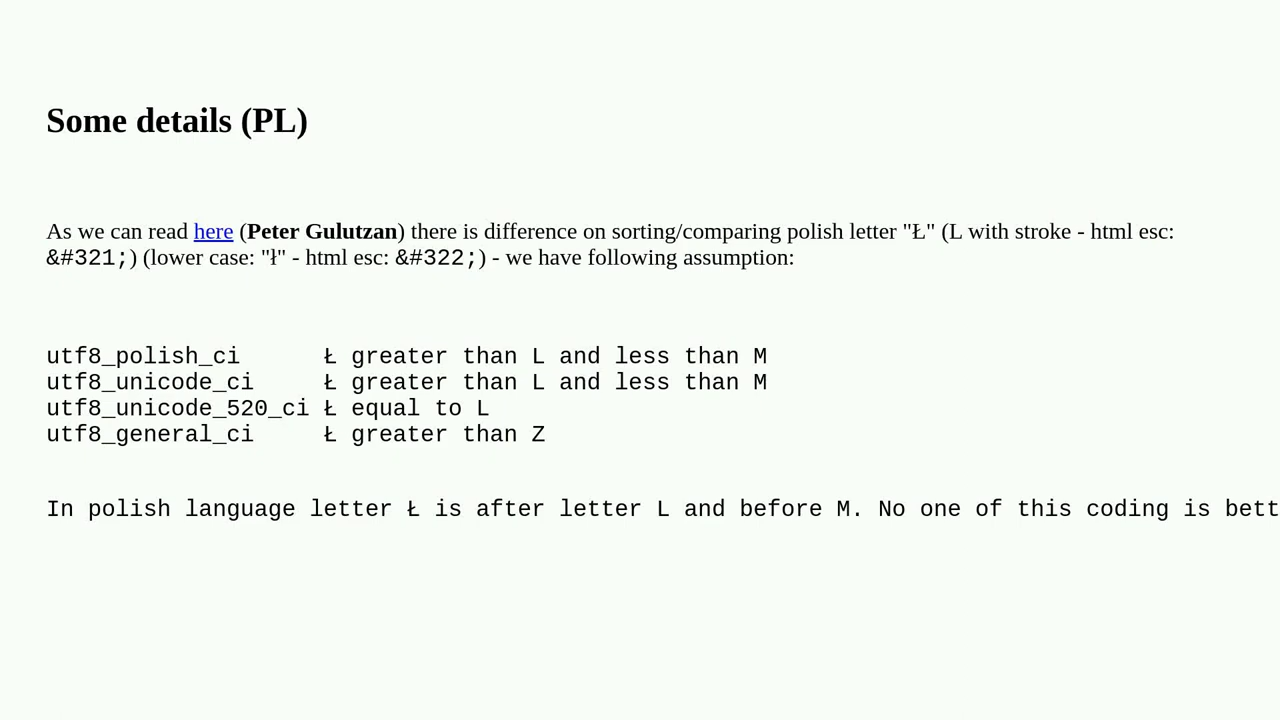 Some details (PL)
As we can read here (Peter Gulutzan) there is difference on sorting/comparing polish letter "Ł" (L with stroke - html esc:
&#321;) (lower case: "ł" - html esc: &#322;) - we have following assumption:
utf8_polish_ci      Ł greater than L and less than M
utf8_unicode_ci     Ł greater than L and less than M
utf8_unicode_520_ci Ł equal to L
utf8_general_ci     Ł greater than Z
In polish language letter Ł is after letter L and before M. No one of this coding is bett